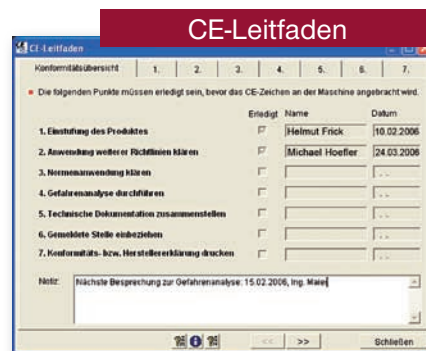 CE-Leitfaden
CE-Leitfaden
Konformitätsübersicht 1. 2. 3. 4. 5. 6. 7.
Die folgenden Punkte müssen erledigt sein, bevor das CE-Zeichen an der Maschine angebracht wird.
Erledigt Name Datum
1. Einstufung des Produktes Helmut Frick 10.02.2006
2. Anwendung weiterer Richtlinien klären Michael Hoefler 24.03.2006
3. Normenanwendung klären . .
4. Gefahrenanalyse durchführen . .
5. Technische Dokumentation zusammenstellen . .
6. Gemeldete Stelle einbeziehen . .
7. Konformitäts- bzw. Herstellererklärung drucken . .
Notiz: Nächste Besprechung zur Gefahrenanalyse: 15.02.2006, Ing. Maier
<< >> Schließen